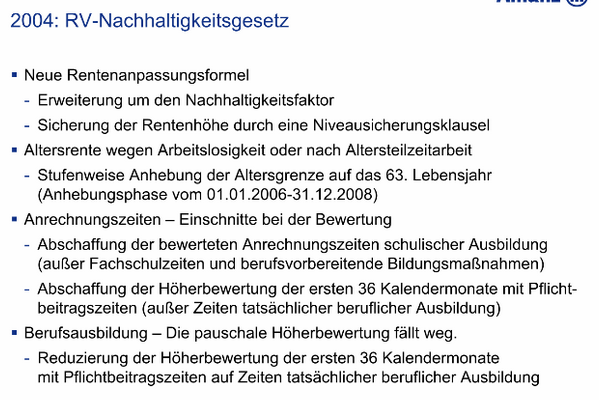 Allianz
2004: RV-Nachhaltigkeitsgesetz
▪ Neue Rentenanpassungsformel
- Erweiterung um den Nachhaltigkeitsfaktor
- Sicherung der Rentenhöhe durch eine Niveausicherungsklausel
▪ Altersrente wegen Arbeitslosigkeit oder nach Altersteilzeitarbeit
- Stufenweise Anhebung der Altersgrenze auf das 63. Lebensjahr
(Anhebungsphase vom 01.01.2006-31.12.2008)
▪ Anrechnungszeiten – Einschnitte bei der Bewertung
- Abschaffung der bewerteten Anrechnungszeiten schulischer Ausbildung
(außer Fachschulzeiten und berufsvorbereitende Bildungsmaßnahmen)
- Abschaffung der Höherbewertung der ersten 36 Kalendermonate mit Pflicht-
beitragszeiten (außer Zeiten tatsächlicher beruflicher Ausbildung)
▪ Berufsausbildung – Die pauschale Höherbewertung fällt weg.
- Reduzierung der Höherbewertung der ersten 36 Kalendermonate
mit Pflichtbeitragszeiten auf Zeiten tatsächlicher beruflicher Ausbildung